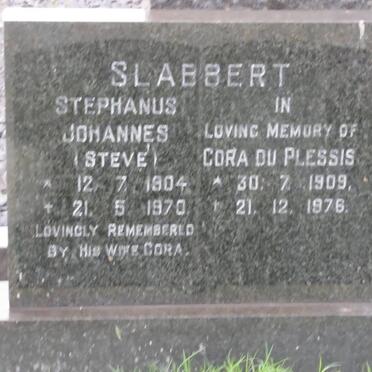 SLABBERT
STEPHANUS
JOHANNES
(STEVE)
* 12. 7. 1904
+ 21. 5. 1970
LOVINGLY REMEMBERED
BY HIS WIFE CORA.
IN
LOVING MEMORY OF
CORA DU PLESSIS
* 30. 7. 1909.
+ 21. 12. 1976.